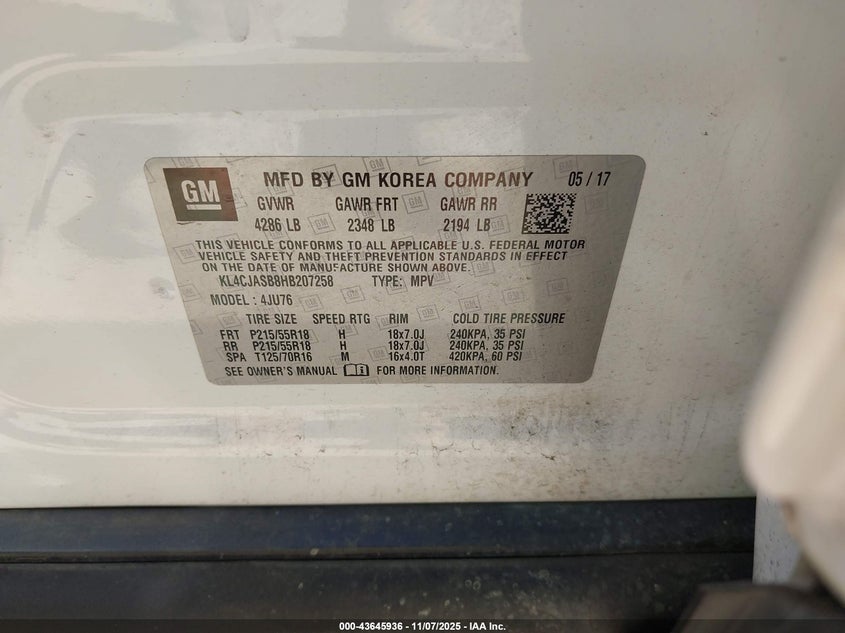 GM MFD BY GM KOREA COMPANY 05 / 17
GVWR GAWR FRT GAWR RR
4286 LB 2348 LB 2194 LB
THIS VEHICLE CONFORMS TO ALL APPLICABLE U.S. FEDERAL MOTOR
VEHICLE SAFETY AND THEFT PREVENTION STANDARDS IN EFFECT
ON THE DATE OF MANUFACTURE SHOWN ABOVE.
KL4CJASB8HB207258 TYPE: MPV
MODEL : 4JU76
TIRE SIZE SPEED RTG RIM COLD TIRE PRESSURE
FRT P215/55R18 H 18x7.0J 240KPA, 35 PSI
RR P215/55R18 H 18x7.0J 240KPA, 35 PSI
SPA T125/70R16 M 16x4.0T 420KPA, 60 PSI
SEE OWNER'S MANUAL FOR MORE INFORMATION.
000-43645936 - 11/07/2025 - IAA Inc.